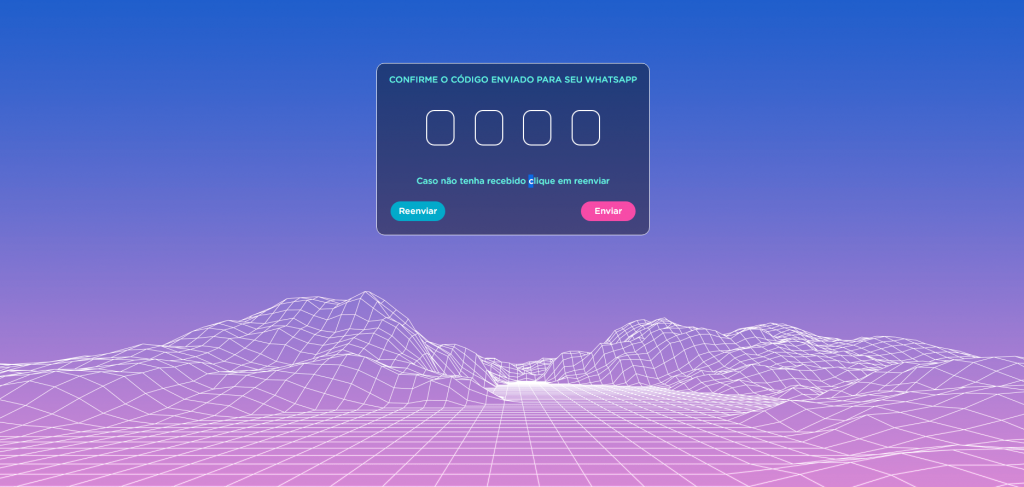 CONFIRME O CÓDIGO ENVIADO PARA SEU WHATSAPP
Caso não tenha recebido clique em reenviar
Reenviar
Enviar